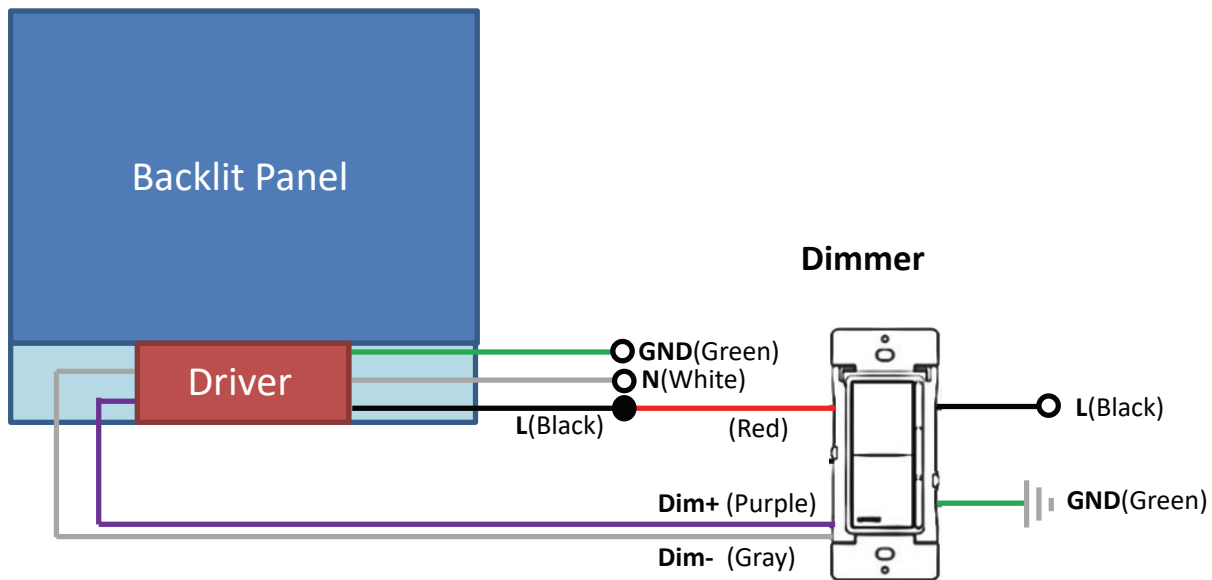 Backlit Panel
Dimmer
Driver
GND(Green)
N(White)
L(Black)
(Red)
L(Black)
Dim+ (Purple)
GND(Green)
Dim- (Gray)